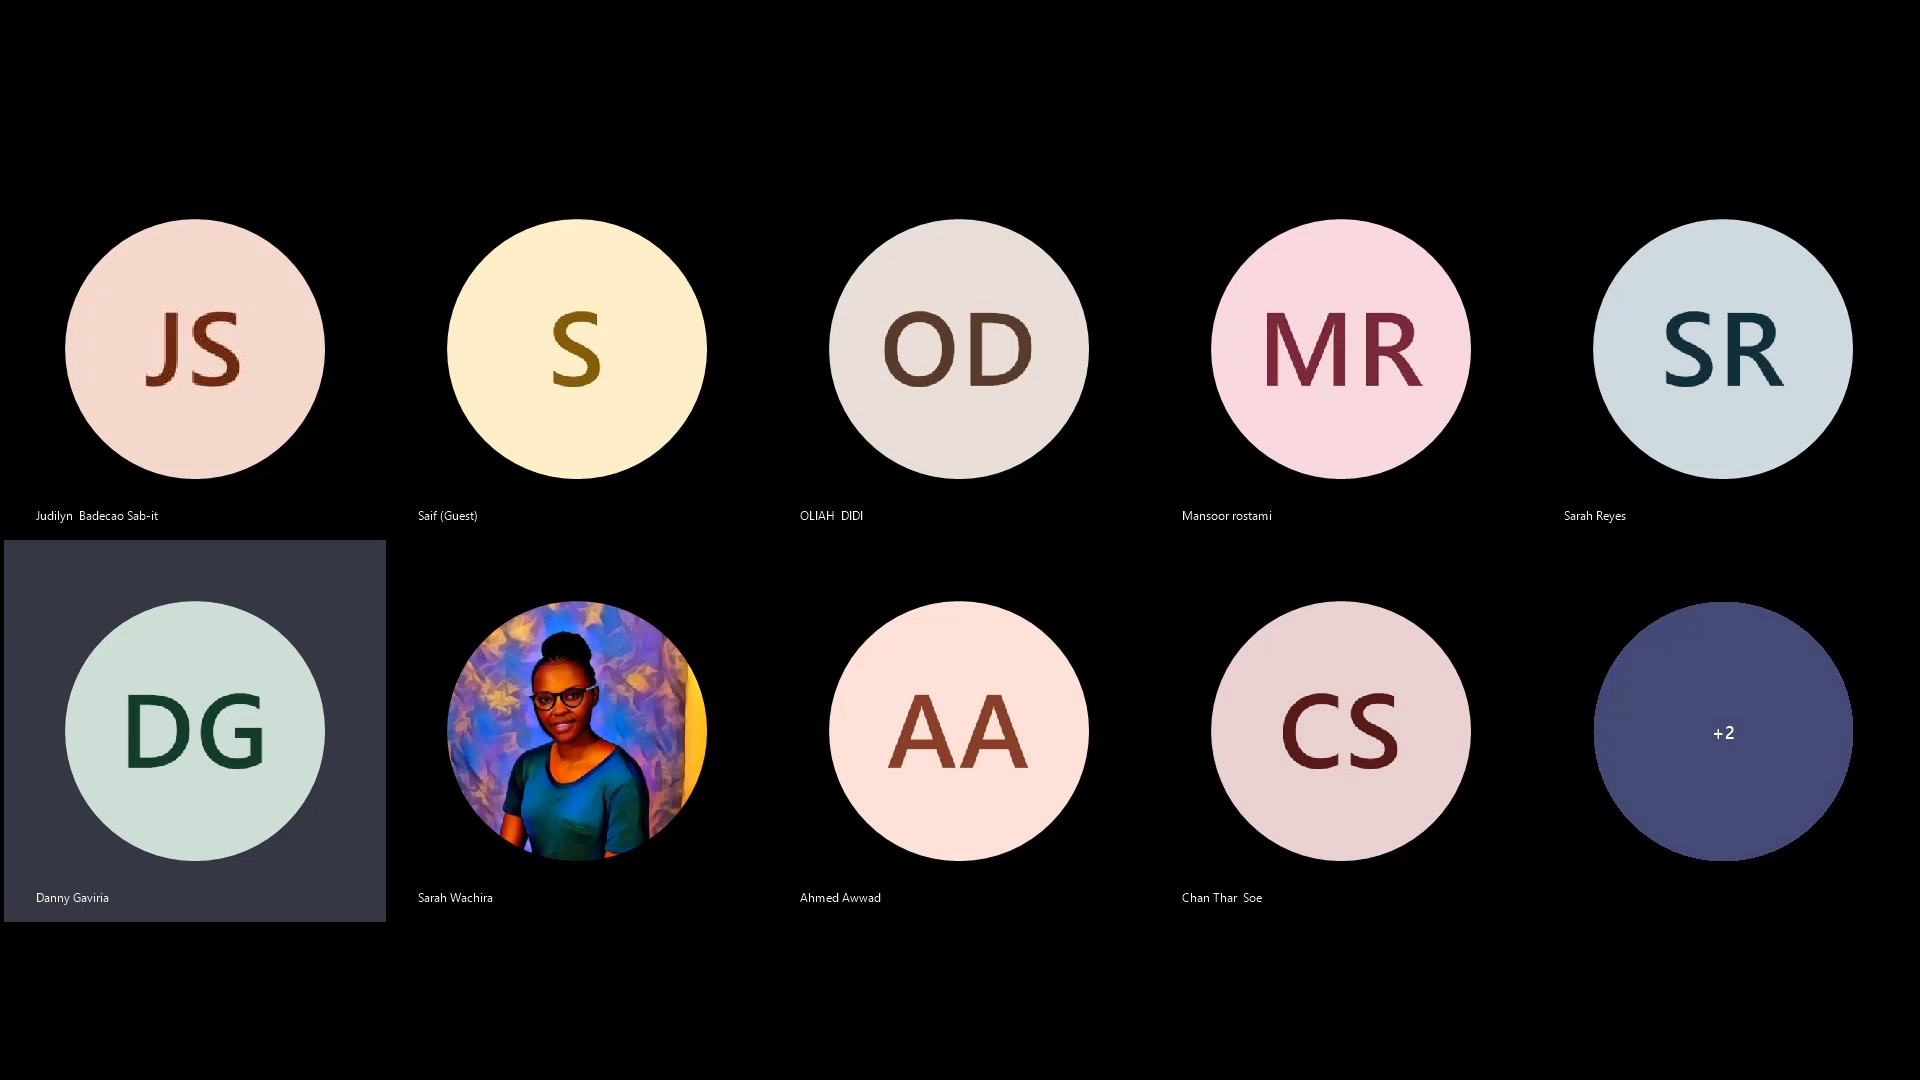 JS
S
OD
MR
SR
Judilyn  Badecao Sab-it
Saif (Guest)
OLIAH  DIDI
Mansoor rostami
Sarah Reyes
DG
AA
CS
+2
Danny Gaviria
Sarah Wachira
Ahmed Awwad
Chan Thar  Soe